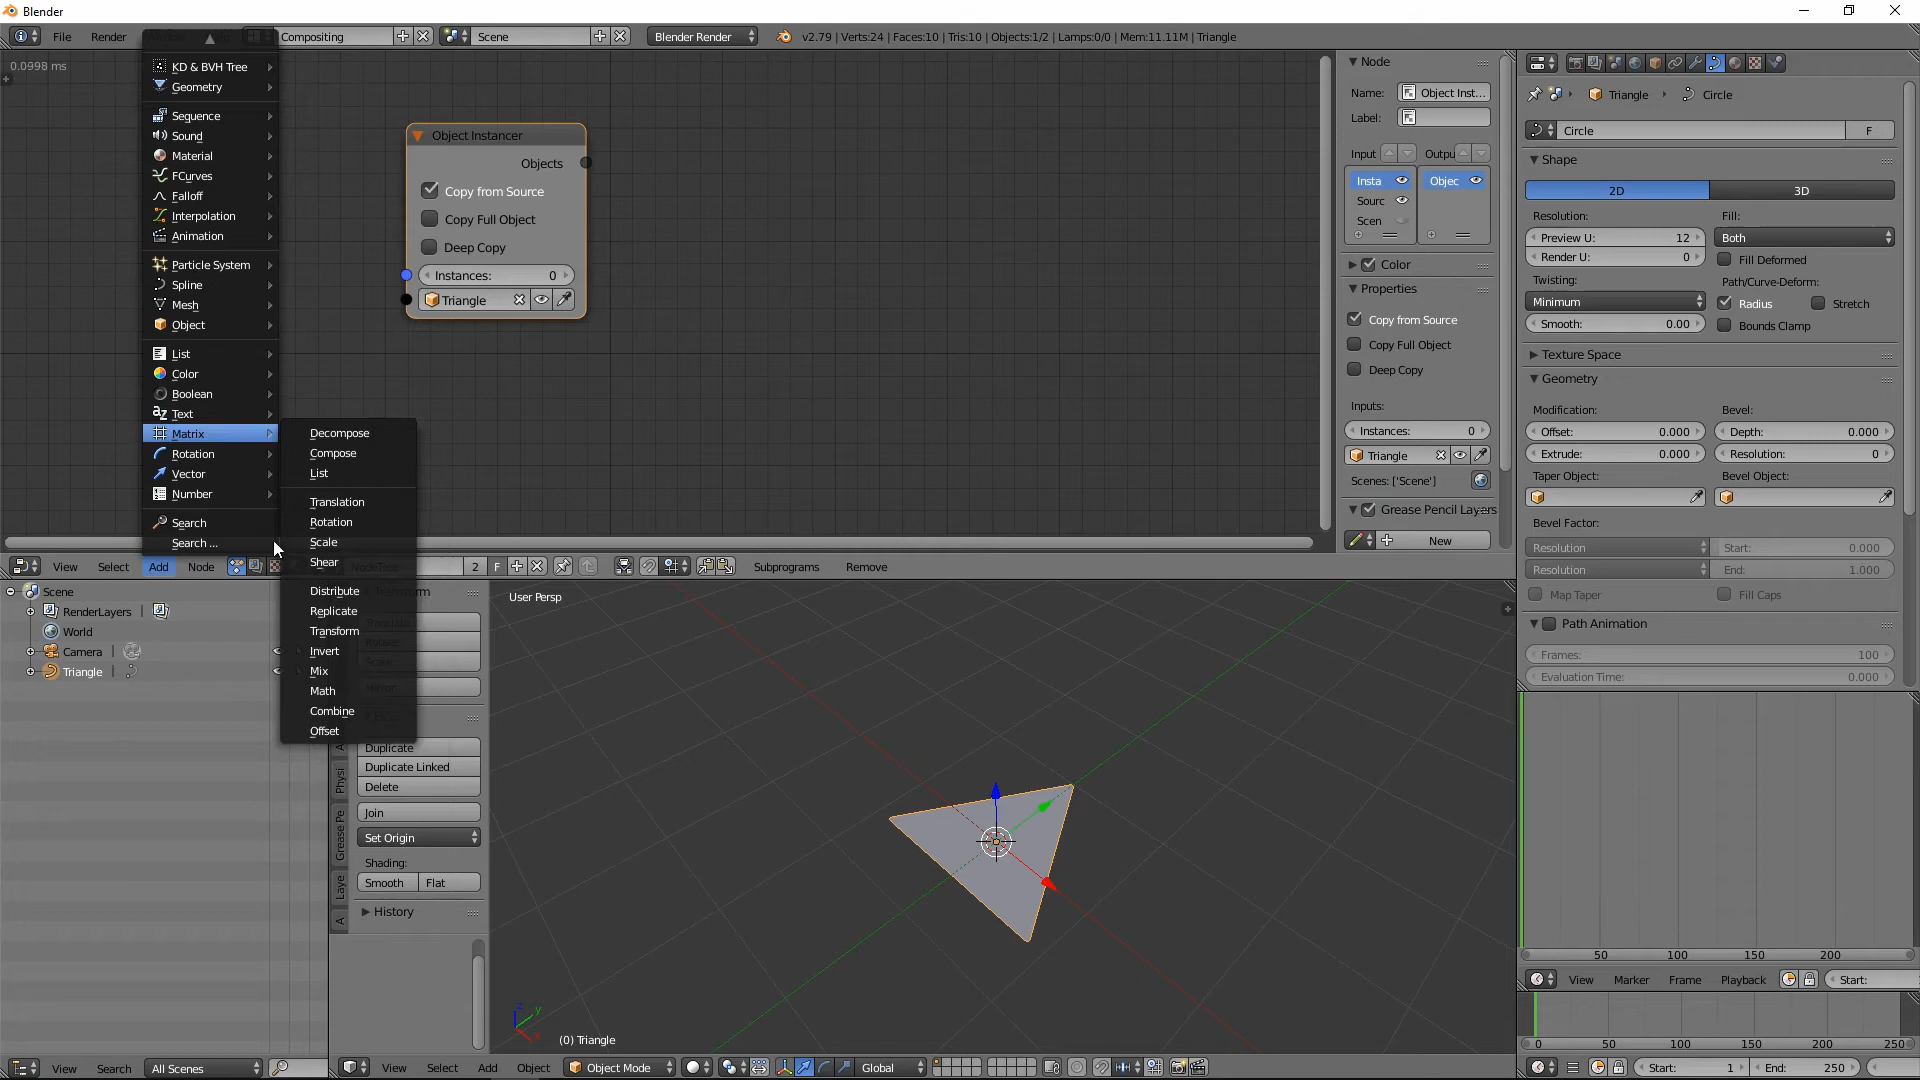 Blender
File
Render
Compositing
Scene
Blender Render
v2.79 | Verts:24 | Faces:10 | Tris:10 | Objects:1/2 | Lamps:0/0 | Mem:11.11M | Triangle
0.0998 ms
KD & BVH Tree
Geometry
Sequence
Sound
Material
FCurves
Falloff
Interpolation
Animation
Particle System
Spline
Mesh
Object
List
Color
Boolean
Text
Matrix
Rotation
Vector
Number
Search
Search ...
Decompose
Compose
List
Translation
Rotation
Scale
Shear
Distribute
Replicate
Transform
Invert
Mix
Math
Combine
Offset
Object Instancer
Objects
Copy from Source
Copy Full Object
Deep Copy
Instances: 0
Triangle
Node
Name: Object Inst...
Label:
Input
Outpu
Insta
Objec
Sourc
Scen
Color
Properties
Copy from Source
Copy Full Object
Deep Copy
Inputs:
Instances: 0
Triangle
Scenes: ['Scene']
Grease Pencil Layers
New
Triangle
Circle
Circle
F
Shape
2D
3D
Resolution:
Fill:
Preview U: 12
Both
Render U: 0
Fill Deformed
Twisting:
Path/Curve-Deform:
Minimum
Radius
Stretch
Smooth: 0.00
Bounds Clamp
Texture Space
Geometry
Modification:
Bevel:
Offset: 0.000
Depth: 0.000
Extrude: 0.000
Resolution: 0
Taper Object:
Bevel Object:
Bevel Factor:
Resolution
Start: 0.000
Resolution
End: 1.000
Map Taper
Fill Caps
Path Animation
Frames: 100
Evaluation Time: 0.000
View
Select
Add
Node
2
F
Subprograms
Remove
Scene
RenderLayers
World
Camera
Triangle
Duplicate
Duplicate Linked
Delete
Join
Set Origin
Shading:
Smooth
Flat
History
Physi
Grease Pe
Laye
A
User Persp
(0) Triangle
50 100 150 200
View
Marker
Frame
Playback
Start:
0 50 100 150 200 250
View
Search
All Scenes
View
Select
Add
Object
Object Mode
Global
Start: 1
End: 250